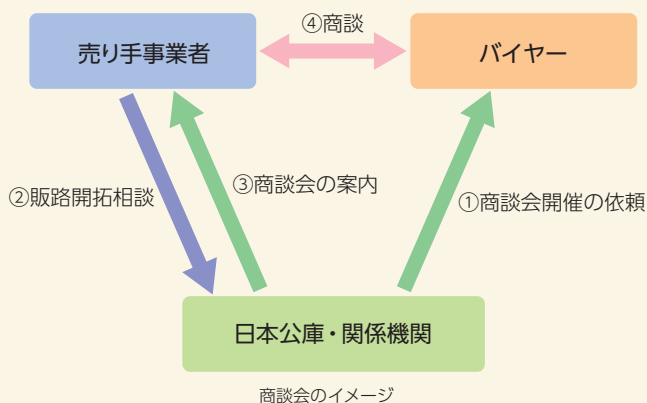 ④商談
売り手事業者
バイヤー
②販路開拓相談
③商談会の案内
①商談会開催の依頼
日本公庫・関係機関
商談会のイメージ